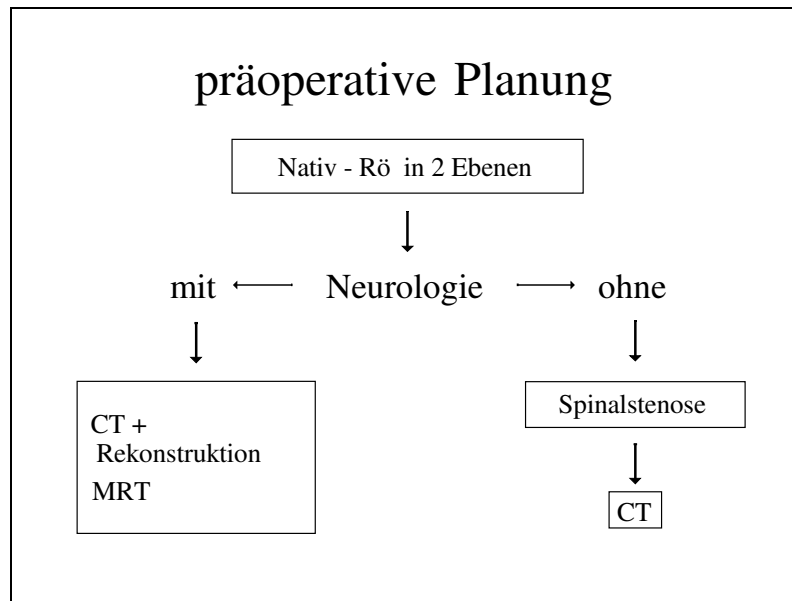 präoperative Planung
Nativ - Rö in 2 Ebenen
mit Neurologie ohne
CT +
Rekonstruktion
MRT
Spinalstenose
CT